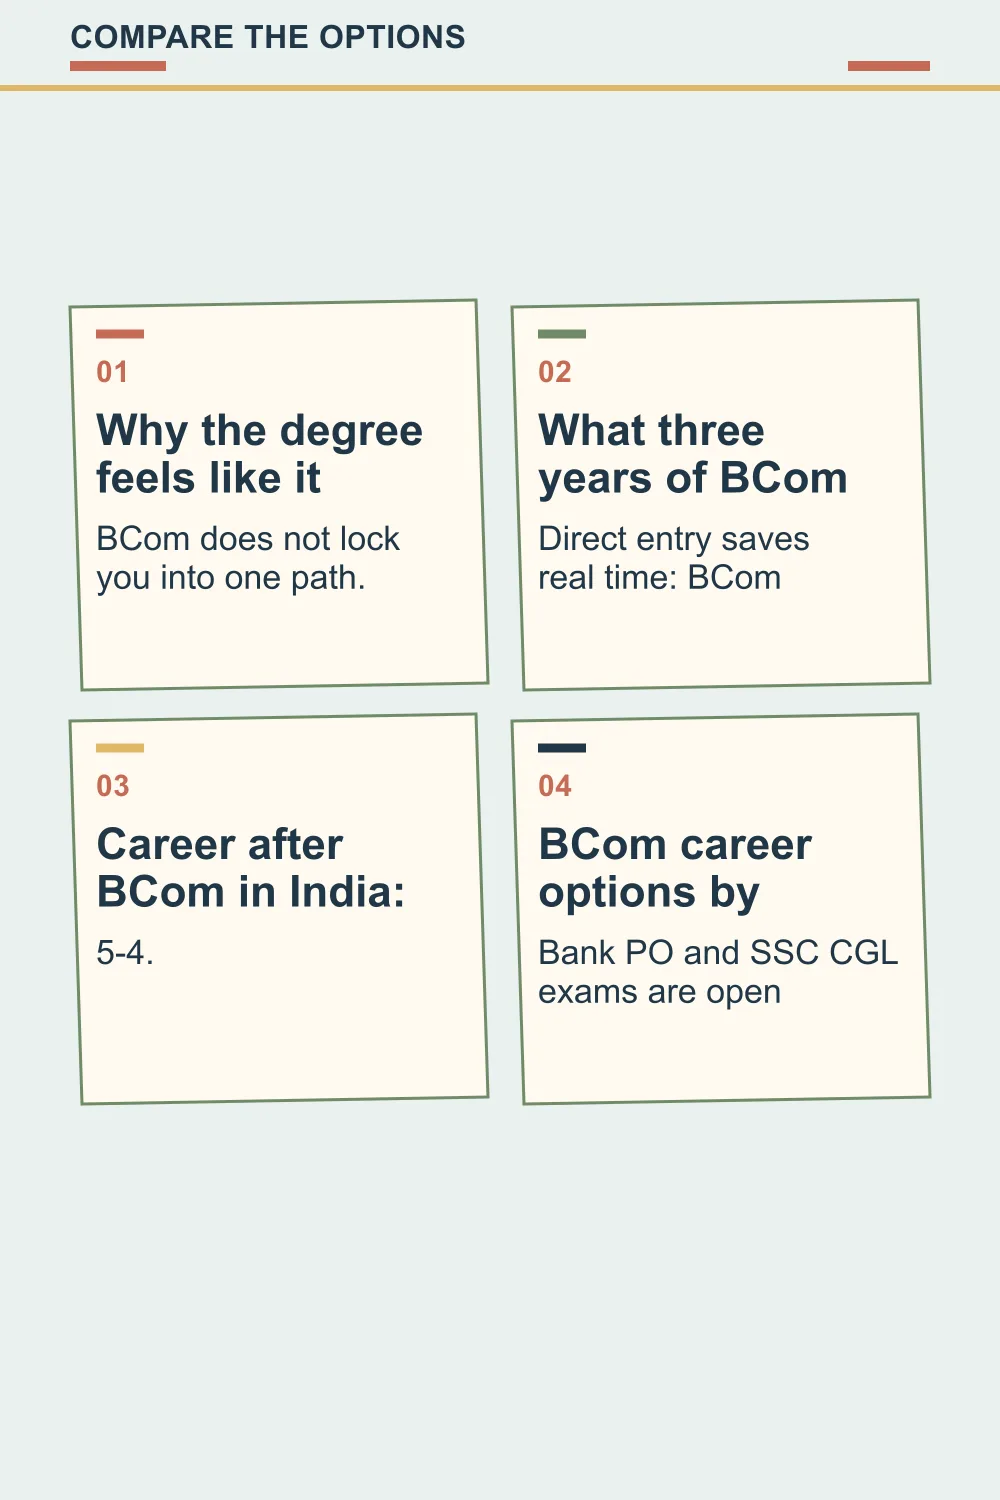 COMPARE THE OPTIONS
01
Why the degree
feels like it
BCom does not lock
you into one path.
02
What three
years of BCom
Direct entry saves
real time: BCom
03
Career after
BCom in India:
5-4.
04
BCom career
options by
Bank PO and SSC CGL
exams are open